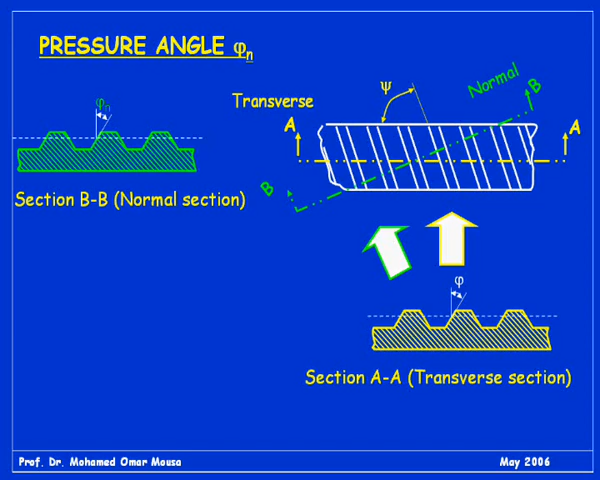 PRESSURE ANGLE φn
φn
Transverse
ψ
Normal
B
A
A
B
Section B-B (Normal section)
φ
Section A-A (Transverse section)
Prof. Dr. Mohamed Omar Mousa
May 2006